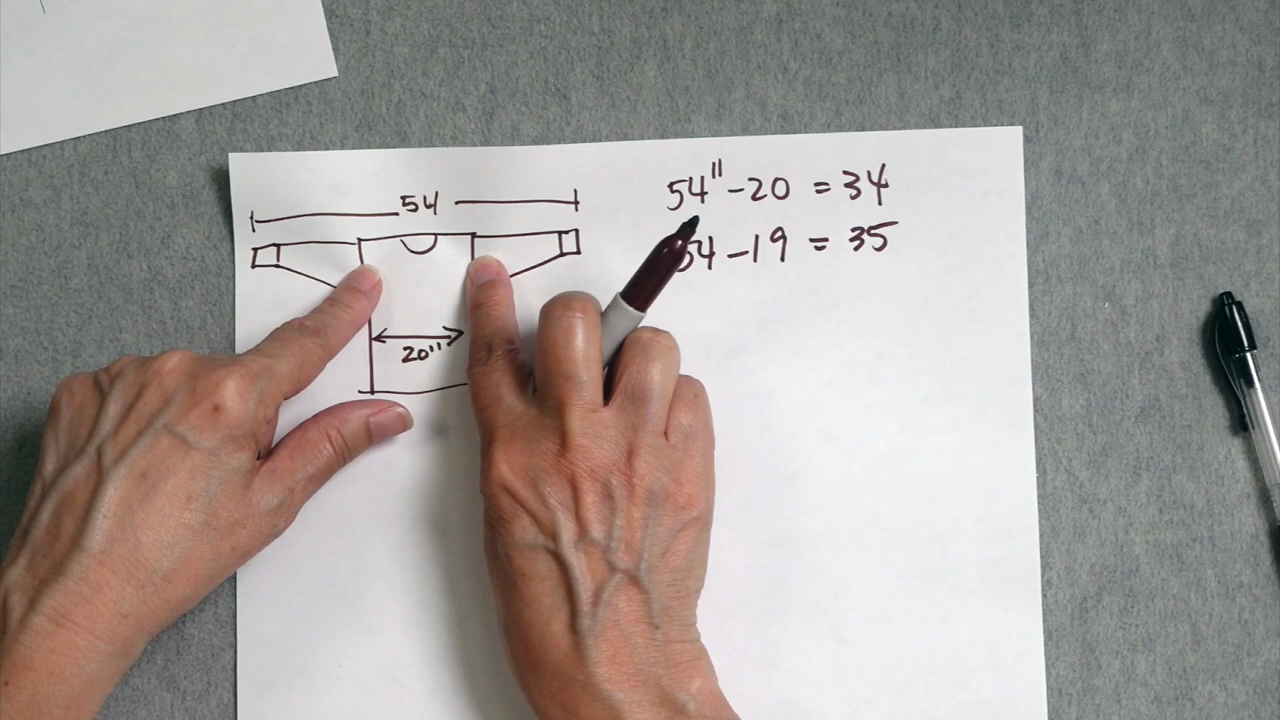 54
20"
54" - 20 = 34
54 - 19 = 35